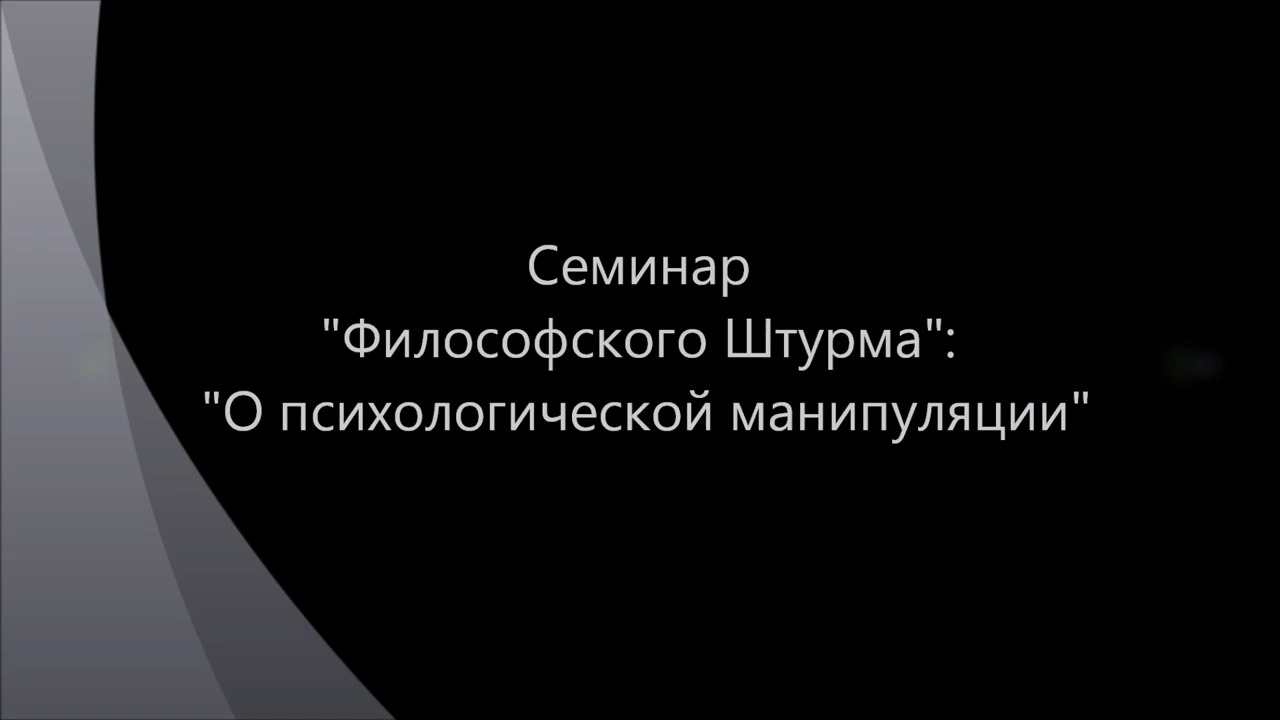 Семинар
"Философского Штурма":
"О психологической манипуляции"